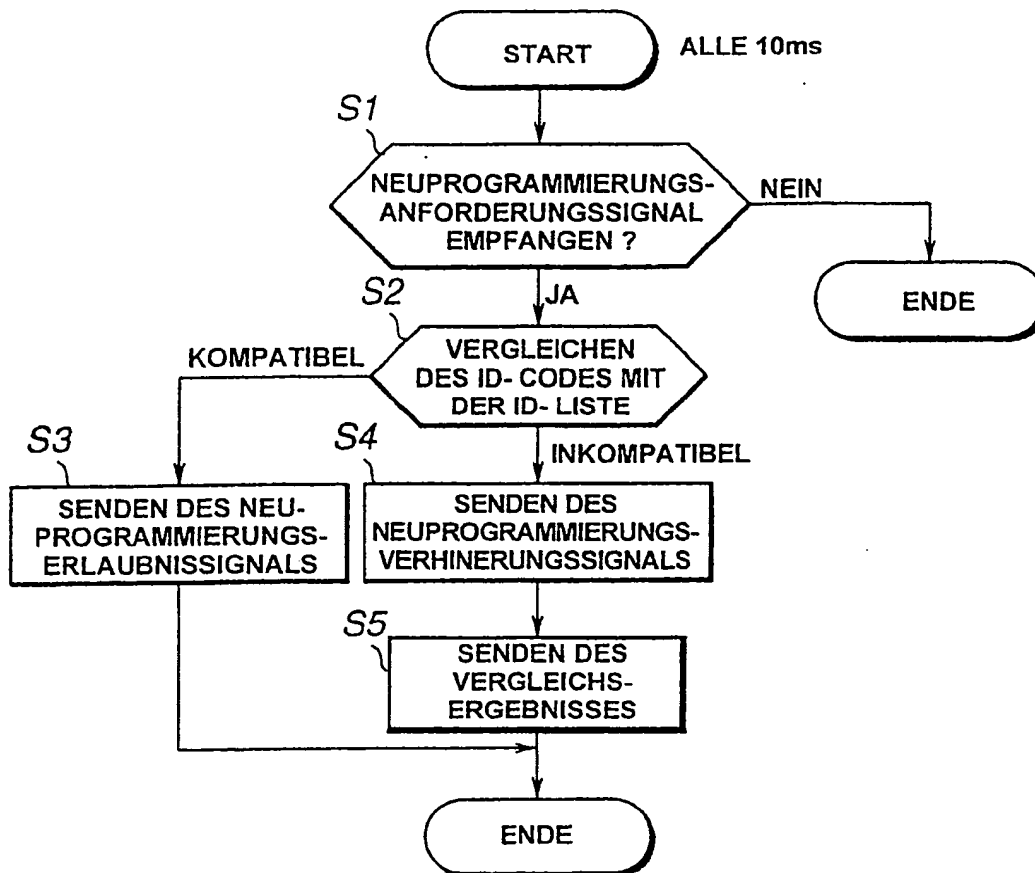 START
ALLE 10ms
S1
NEUPROGRAMMIERUNGS-
ANFORDERUNGSSIGNAL
EMPFANGEN ?
NEIN
ENDE
JA
S2
VERGLEICHEN
DES ID- CODES MIT
DER ID- LISTE
KOMPATIBEL
INKOMPATIBEL
S3
SENDEN DES NEU-
PROGRAMMIERUNGS-
ERLAUBNISSIGNALS
S4
SENDEN DES
NEUPROGRAMMIERUNGS-
VERHINERUNGSSIGNALS
S5
SENDEN DES
VERGLEICHS-
ERGEBNISSES
ENDE